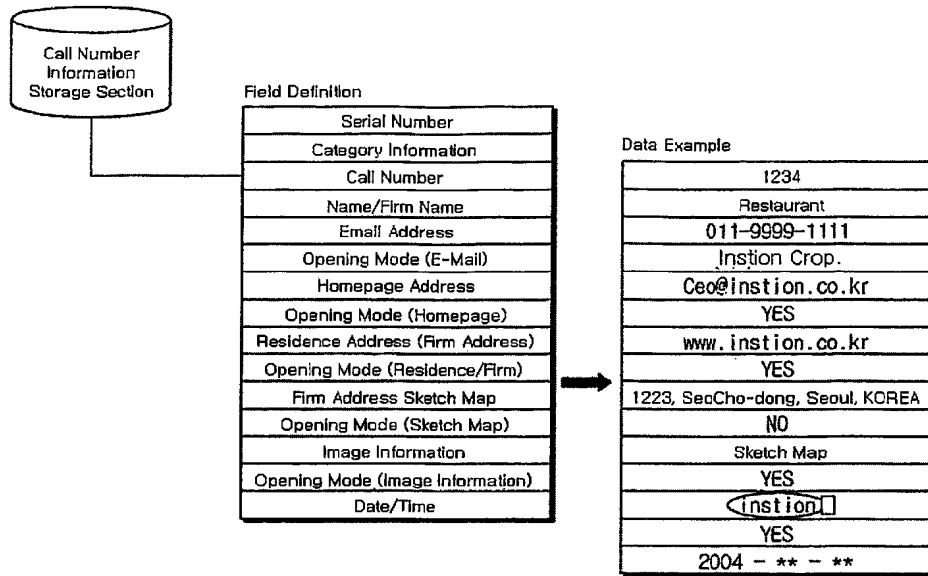 Call Number
Information
Storage Section
Field Definition
Serial Number
Category Information
Call Number
Name/Firm Name
Email Address
Opening Mode (E-Mail)
Homepage Address
Opening Mode (Homepage)
Residence Address (Firm Address)
Opening Mode (Residence/Firm)
Firm Address Sketch Map
Opening Mode (Sketch Map)
Image Information
Opening Mode (Image Information)
Date/Time
Data Example
1234
Restaurant
011-9999-1111
Instion Crop.
Ceo@instion.co.kr
YES
www.instion.co.kr
YES
1223, SeoCho-dong, Seoul, KOREA
NO
Sketch Map
YES
instion
YES
2004 - ** - **